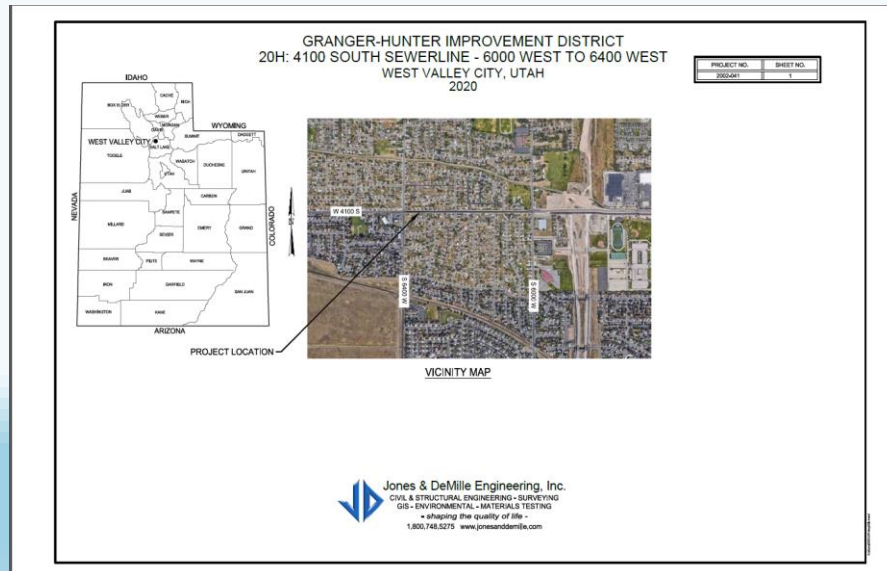 GRANGER-HUNTER IMPROVEMENT DISTRICT
20H: 4100 SOUTH SEWERLINE - 6000 WEST TO 6400 WEST
WEST VALLEY CITY, UTAH
2020
PROJECT NO.
SHEET NO.
2002-041
1
IDAHO
CACHE
RICH
BOX ELDER
WEBER
MORGAN
DAVIS
WYOMING
SUMMIT
DAGGETT
WEST VALLEY CITY
SALT LAKE
TOOELE
WASATCH
DUCHESNE
UTAH
UINTAH
JUAB
CARBON
NEVADA
SANPETE
MILLARD
EMERY
GRAND
COLORADO
SEVIER
BEAVER
PIUTE
WAYNE
IRON
GARFIELD
SAN JUAN
WASHINGTON
KANE
ARIZONA
PROJECT LOCATION
W 4100 S
S 6400 W
S 6000 W
VICINITY MAP
JD
Jones & DeMille Engineering, Inc.
CIVIL & STRUCTURAL ENGINEERING - SURVEYING
GIS - ENVIRONMENTAL - MATERIALS TESTING
- shaping the quality of life -
1.800.748.5275 www.jonesanddemille.com